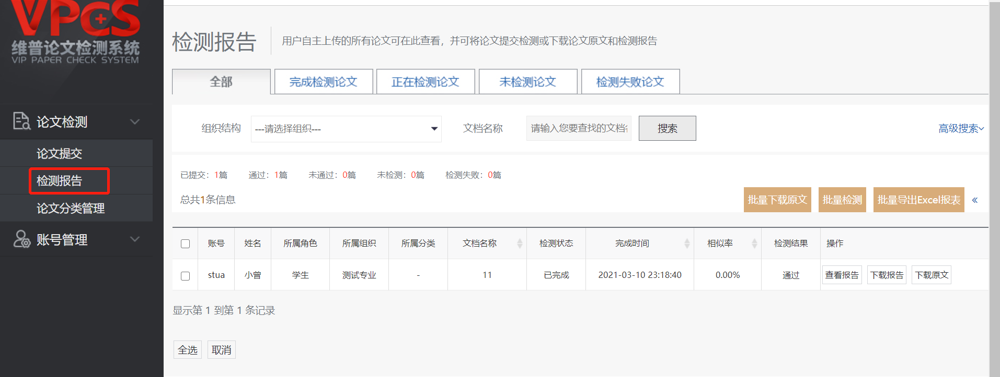 VPCS
维普论文检测系统
VIP PAPER CHECK SYSTEM
论文检测
论文提交
检测报告
论文分类管理
账号管理
检测报告 用户自主上传的所有论文可在此查看，并可将论文提交检测或下载论文原文和检测报告
全部 完成检测论文 正在检测论文 未检测论文 检测失败论文
组织结构 ---请选择组织--- 文档名称 请输入您要查找的文档 搜索 高级搜索
已提交：1篇 通过：1篇 未通过：0篇 未检测：0篇 检测失败：0篇
总共1条信息 批量下载原文 批量检测 批量导出Excel报表 «
账号 姓名 所属角色 所属组织 所属分类 文档名称 检测状态 完成时间 相似率 检测结果 操作
stua 小曾 学生 测试专业 - 11 已完成 2021-03-10 23:18:40 0.00% 通过 查看报告 下载报告 下载原文
显示第 1 到第 1 条记录
全选 取消